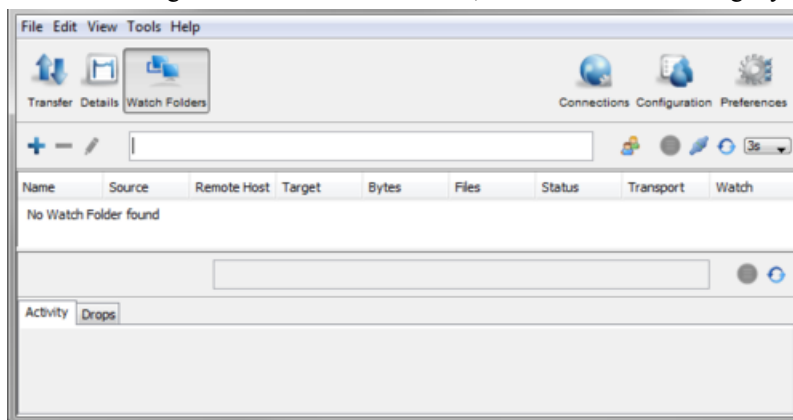 File Edit View Tools Help
Transfer Details Watch Folders Connections Configuration Preferences
3s
Name Source Remote Host Target Bytes Files Status Transport Watch
No Watch Folder found
Activity Drops